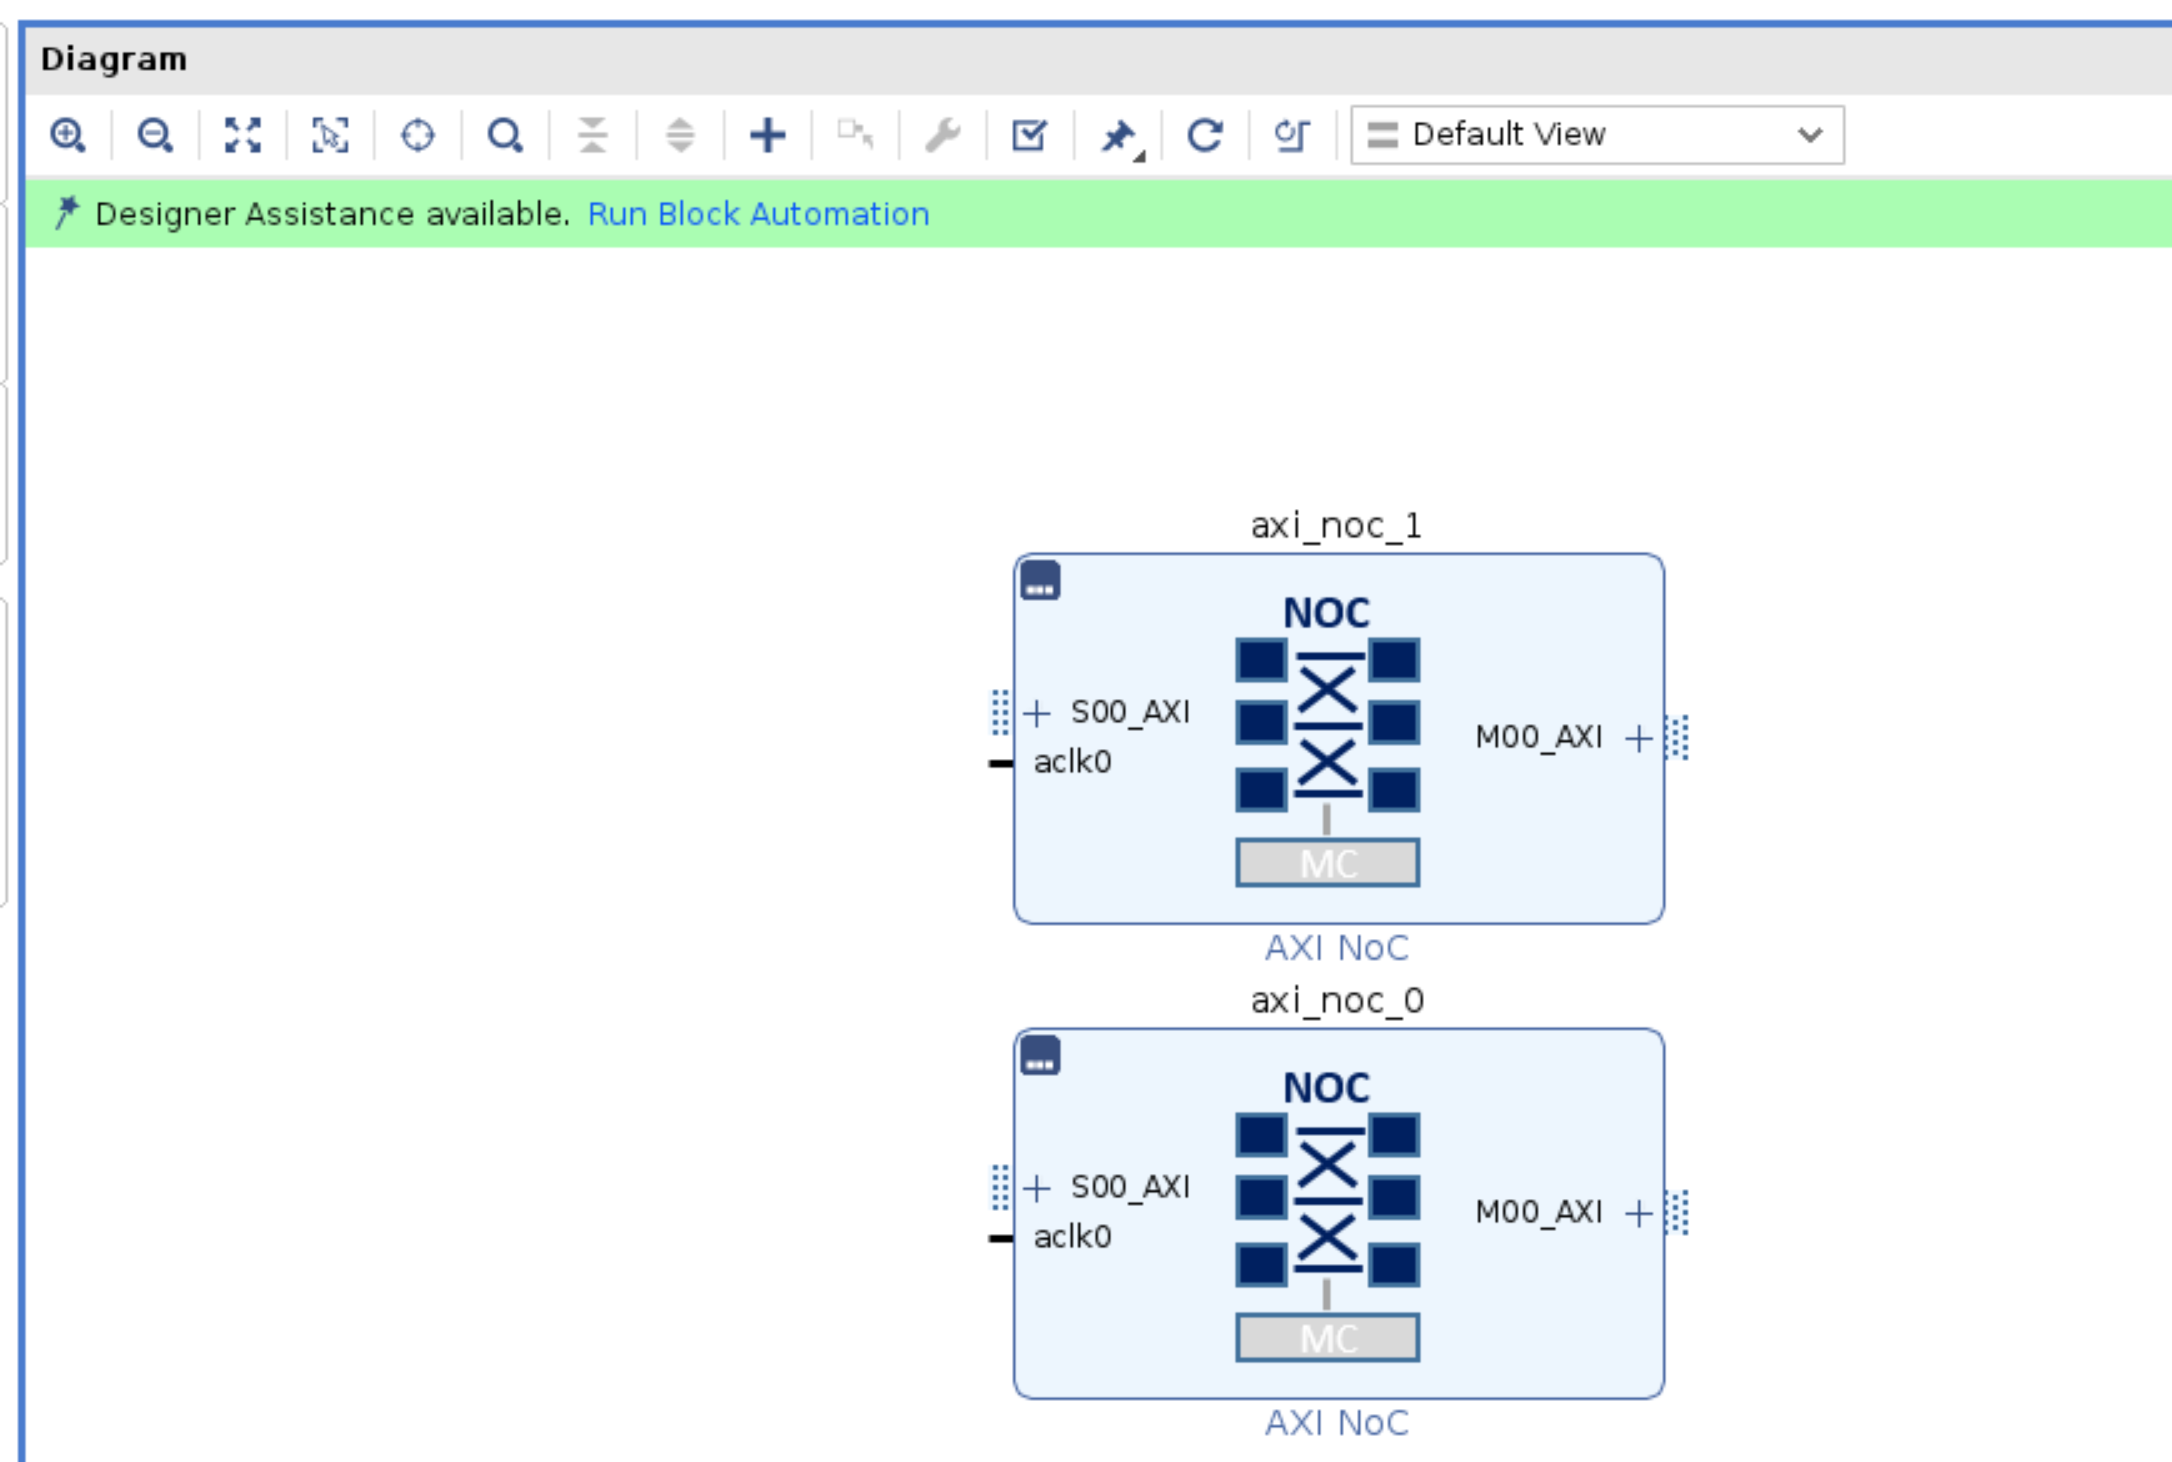 Diagram
Default View
Designer Assistance available. Run Block Automation
axi_noc_1
NOC
S00_AXI
M00_AXI
aclk0
MC
AXI NoC
axi_noc_0
NOC
S00_AXI
M00_AXI
aclk0
MC
AXI NoC